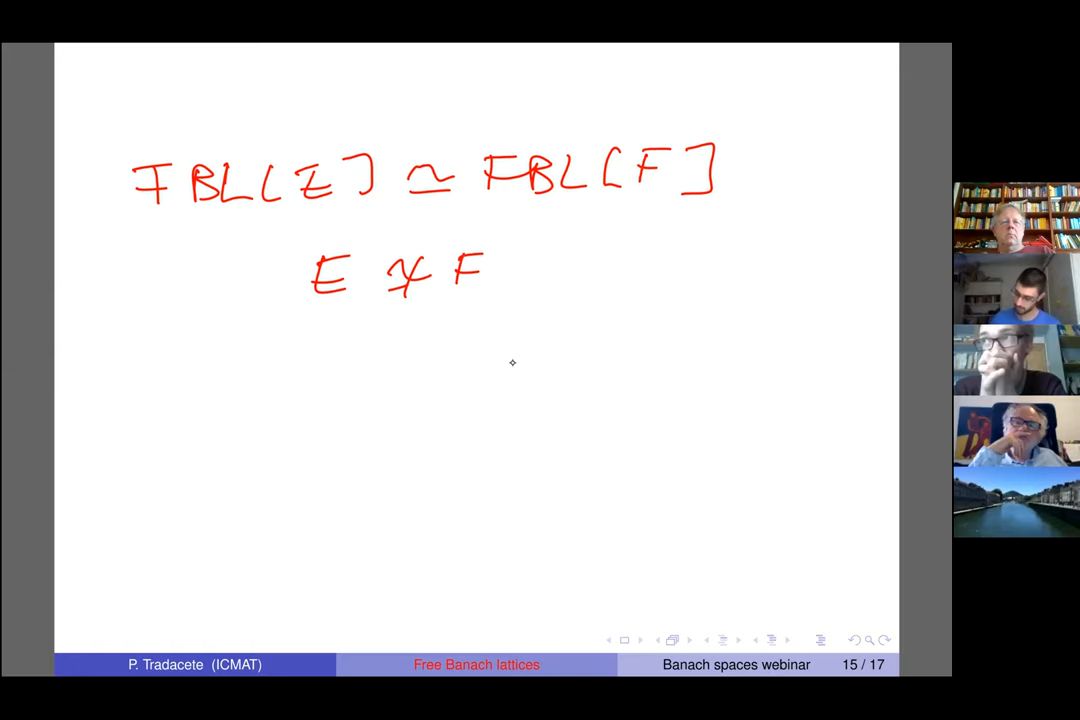 FBL[E] ≃ FBL[F]
E ≄ F
P. Tradacete (ICMAT) Free Banach lattices Banach spaces webinar 15 / 17